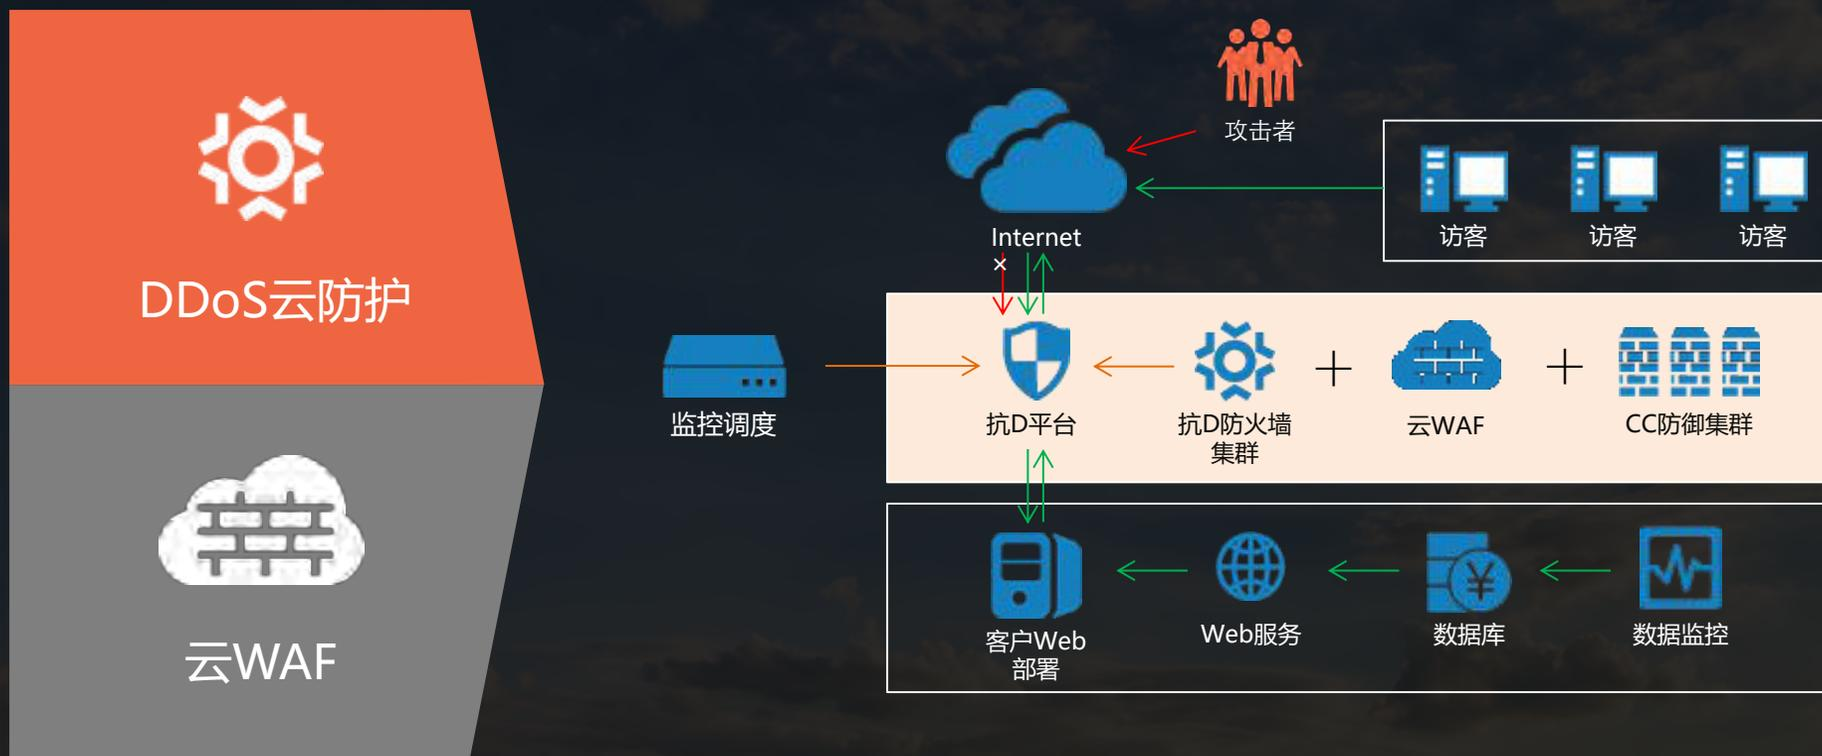 DDoS云防护
云WAF
攻击者
Internet
访客
访客
访客
×
监控调度
抗D平台
抗D防火墙
集群
云WAF
CC防御集群
客户Web
部署
Web服务
数据库
数据监控